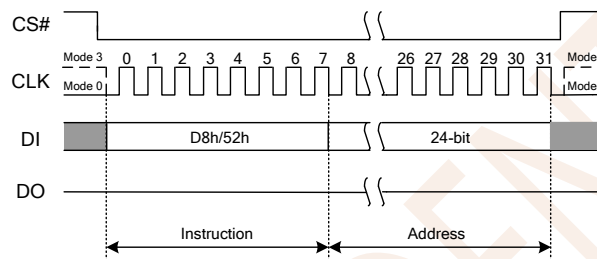 CS#
Mode 3 0 1 2 3 4 5 6 7 8 26 27 28 29 30 31 Mode
CLK
Mode 0 Mode
DI D8h/52h 24-bit
DO
Instruction Address